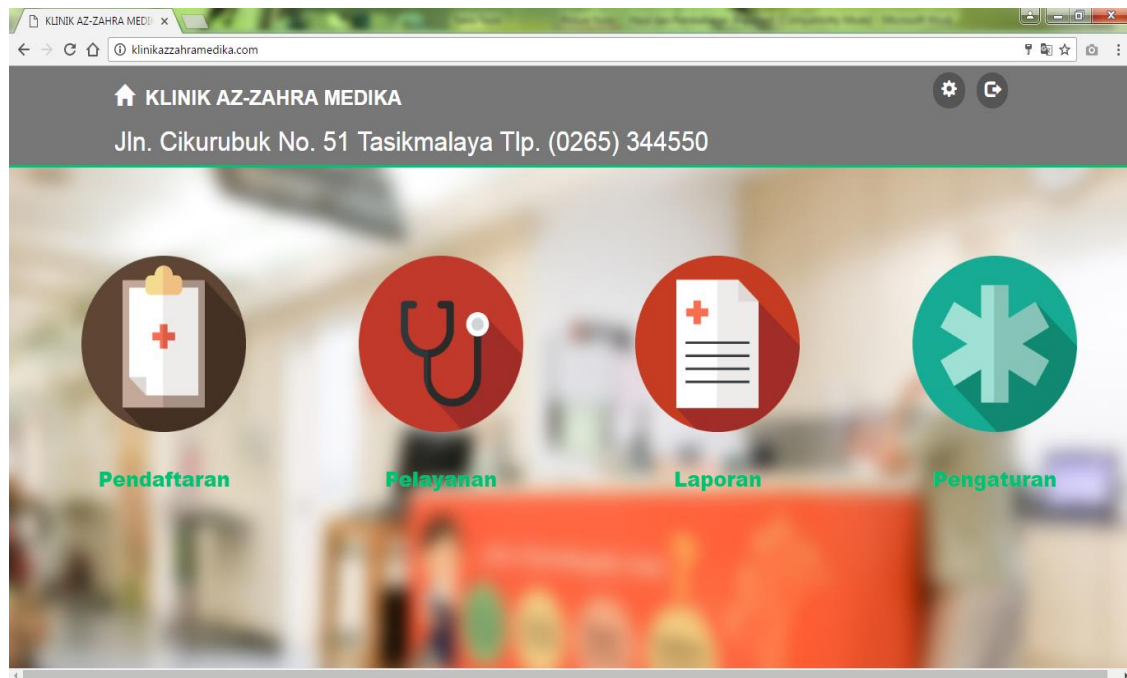 KLINIK AZ-ZAHRA MEDI
klinikazzahramedika.com
KLINIK AZ-ZAHRA MEDIKA
Jln. Cikurubuk No. 51 Tasikmalaya Tlp. (0265) 344550
Pendaftaran
Pelayanan
Laporan
Pengaturan